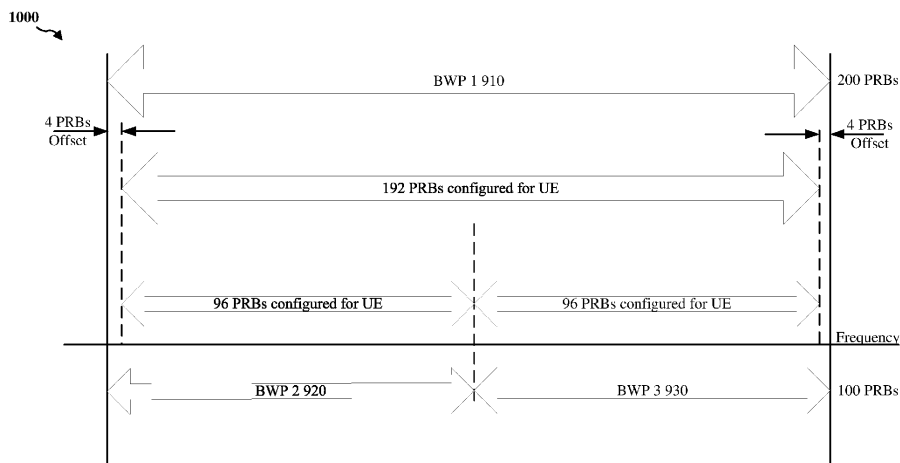 1000
BWP 1 910
200 PRBs
4 PRBs
Offset
4 PRBs
Offset
192 PRBs configured for UE
96 PRBs configured for UE
96 PRBs configured for UE
Frequency
BWP 2 920
BWP 3 930
100 PRBs